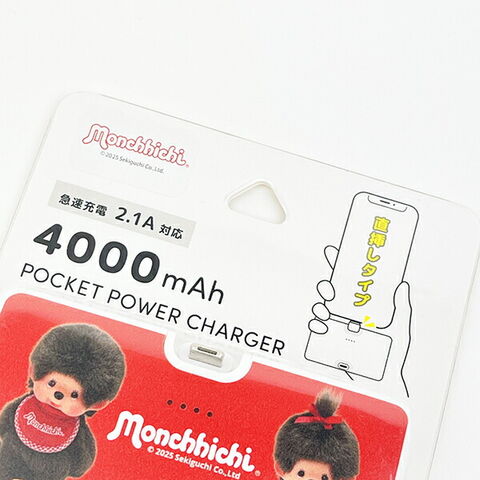 Monchhichi®
©2025 Sekiguchi Co.,Ltd.
急速充電 2.1A 対応
4000mAh
POCKET POWER CHARGER
直挿しタイプ
Monchhichi
Monchhichi®
©2025 Sekiguchi Co.,Ltd.